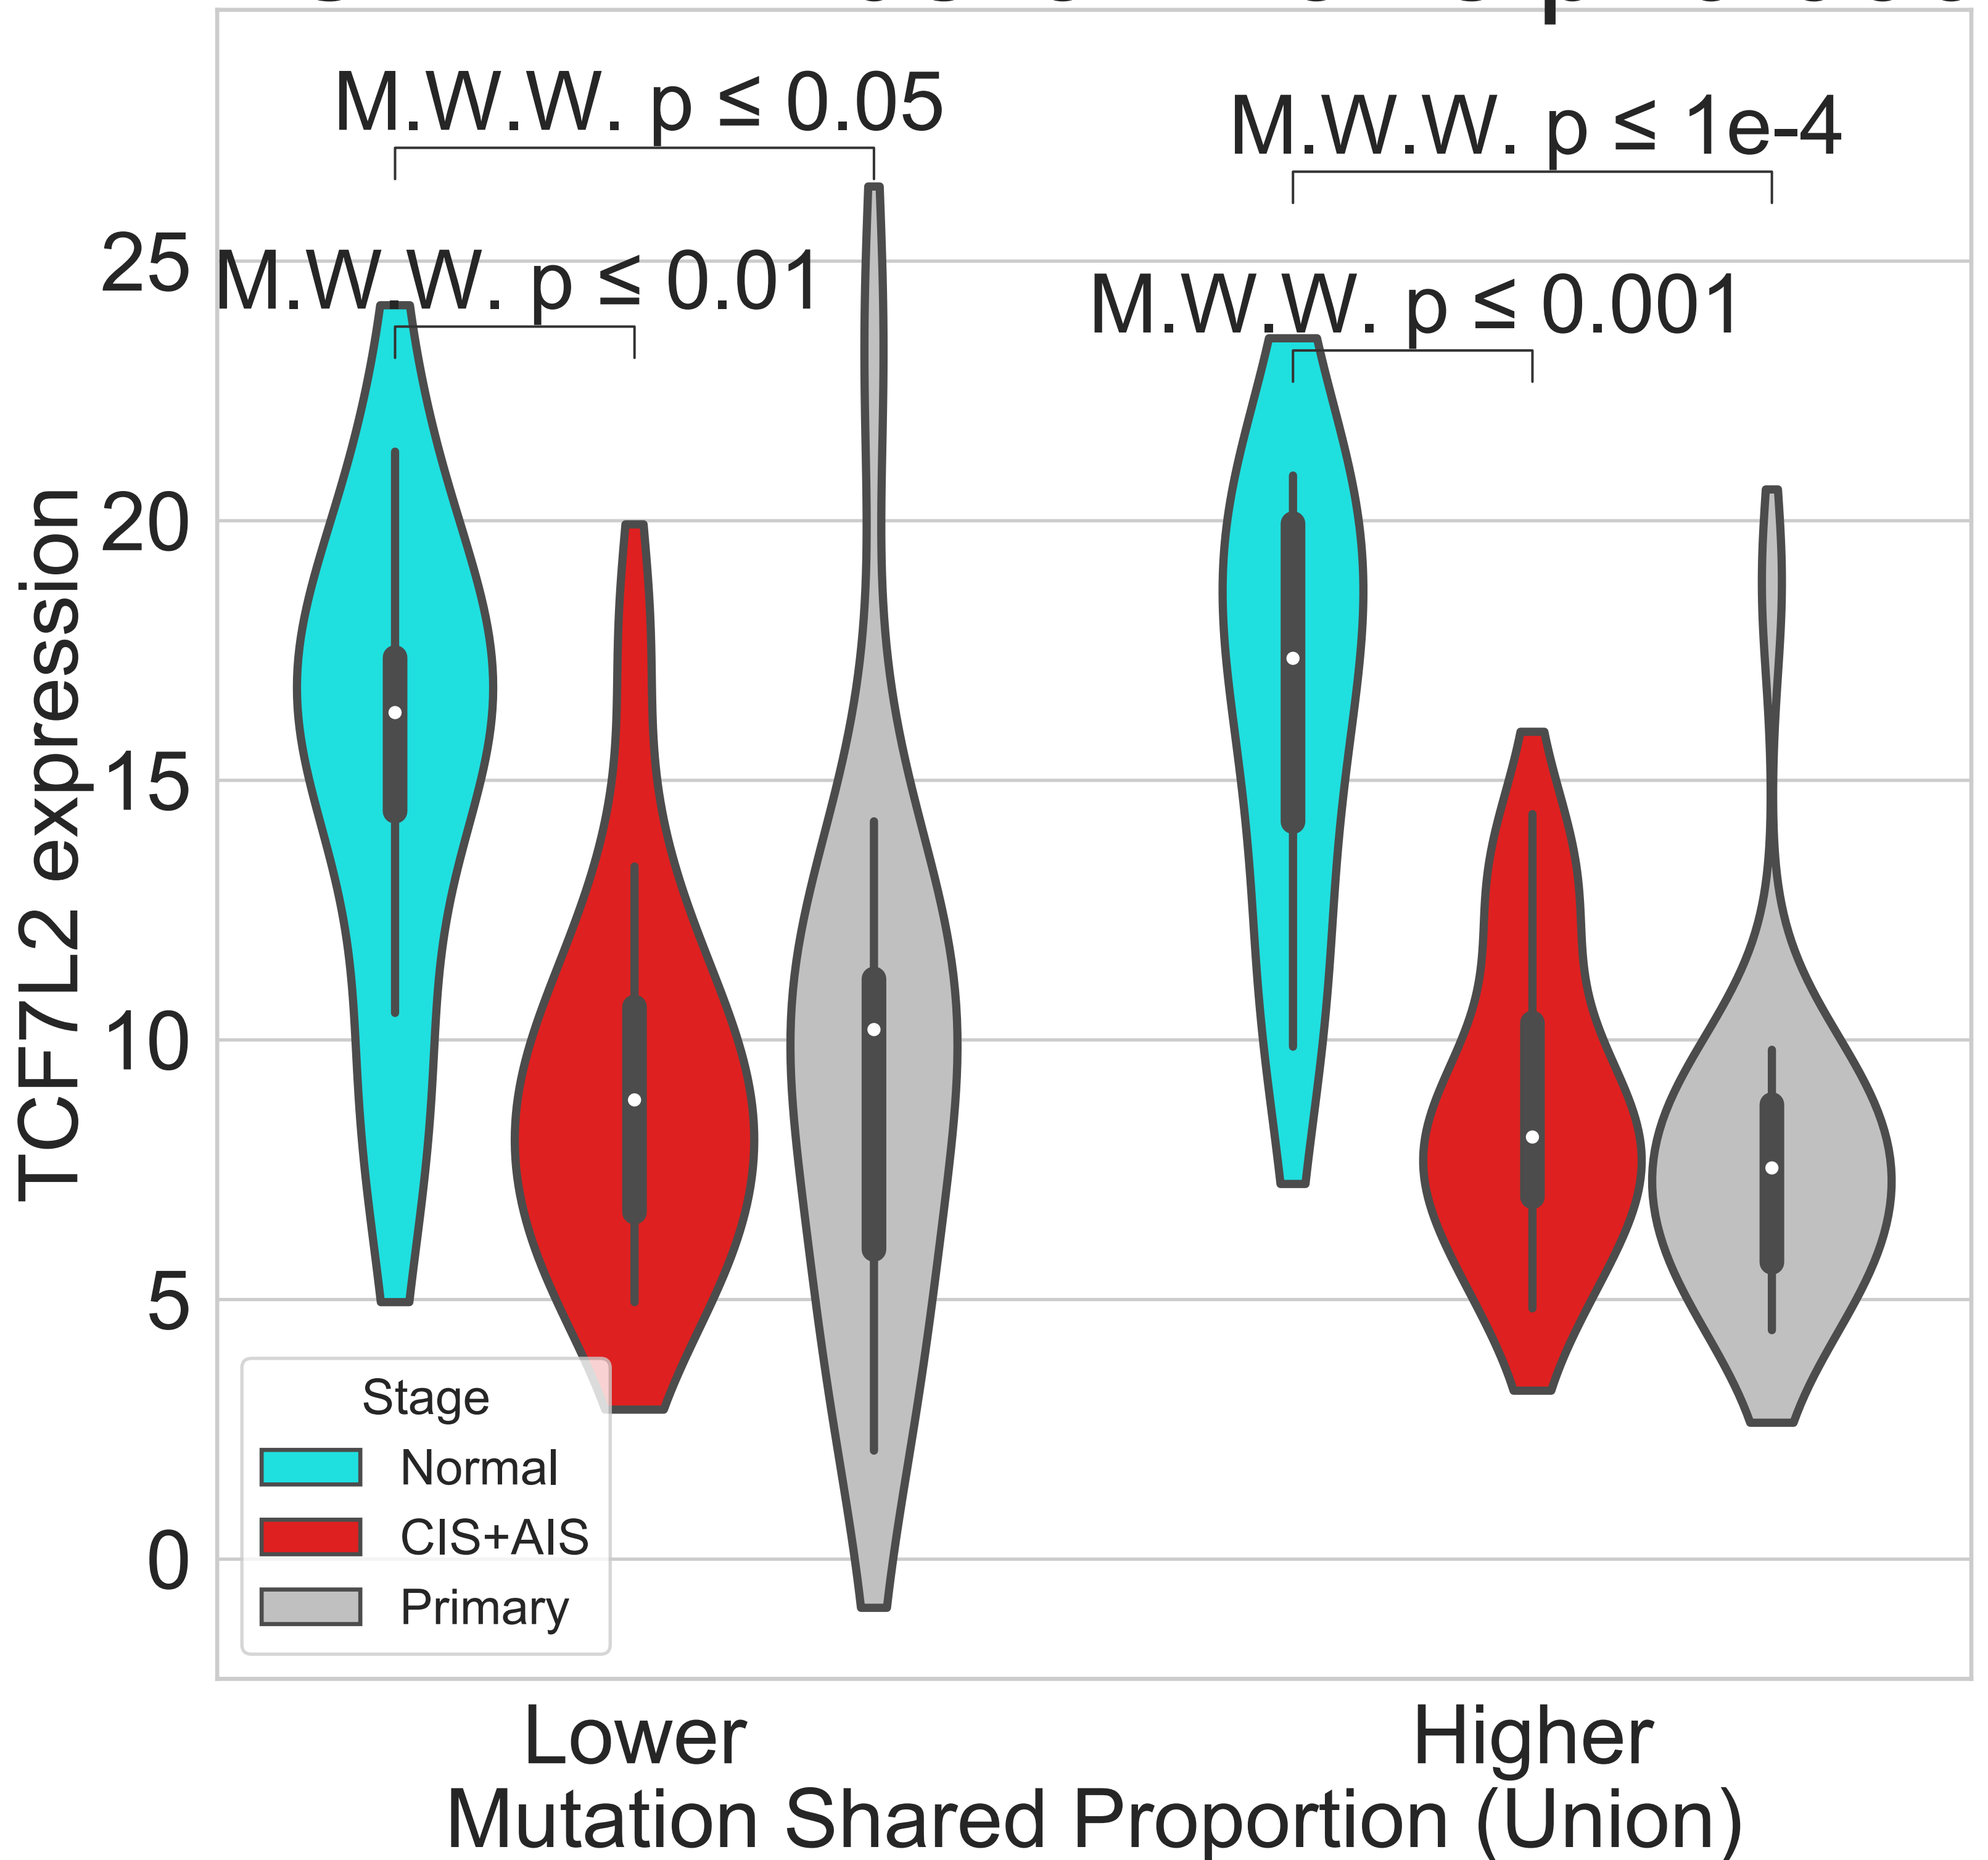 M.W.W. p ≤ 0.05
M.W.W. p ≤ 1e-4
M.W.W. p ≤ 0.01
M.W.W. p ≤ 0.001
TCF7L2 expression
25
20
15
10
5
0
Stage
Normal
CIS+AIS
Primary
Lower
Higher
Mutation Shared Proportion (Union)